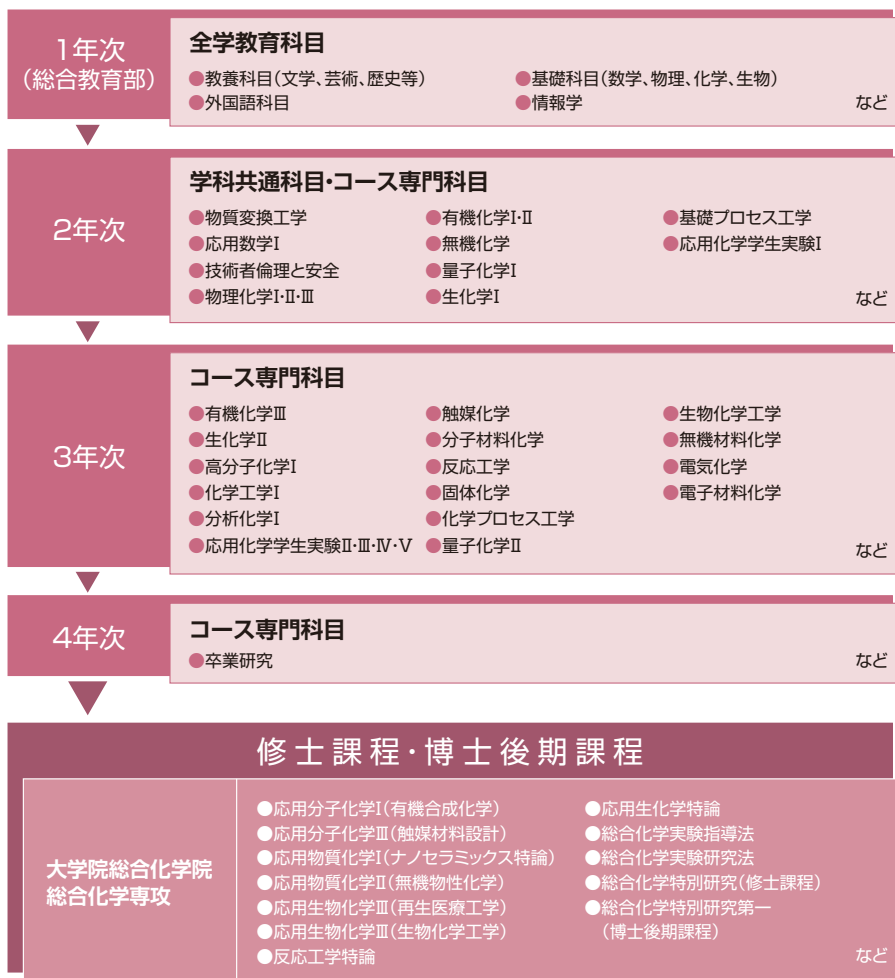 1年次
(総合教育部)
全学教育科目
●教養科目(文学、芸術、歴史等)
●基礎科目(数学、物理、化学、生物)
●外国語科目
●情報学
など
2年次
学科共通科目・コース専門科目
●物質変換工学
●応用数学Ⅰ
●技術者倫理と安全
●物理化学Ⅰ・Ⅱ・Ⅲ
●有機化学Ⅰ・Ⅱ
●無機化学
●量子化学Ⅰ
●生化学Ⅰ
●基礎プロセス工学
●応用化学学生実験Ⅰ
など
3年次
コース専門科目
●有機化学Ⅲ
●生化学Ⅱ
●高分子化学Ⅰ
●化学工学Ⅰ
●分析化学Ⅰ
●応用化学学生実験Ⅱ・Ⅲ・Ⅳ・Ⅴ
●触媒化学
●分子材料化学
●反応工学
●固体化学
●化学プロセス工学
●量子化学Ⅱ
●生物化学工学
●無機材料化学
●電気化学
●電子材料化学
など
4年次
コース専門科目
●卒業研究
など
修士課程・博士後期課程
大学院総合化学院
総合化学専攻
●応用分子化学Ⅰ(有機合成化学)
●応用分子化学Ⅲ(触媒材料設計)
●応用物質化学Ⅰ(ナノセラミックス特論)
●応用物質化学Ⅱ(無機物性化学)
●応用生物化学Ⅲ(再生医療工学)
●応用生物化学Ⅲ(生物化学工学)
●反応工学特論
●応用生化学特論
●総合化学実験指導法
●総合化学実験研究法
●総合化学特別研究(修士課程)
●総合化学特別研究第一
(博士後期課程)
など